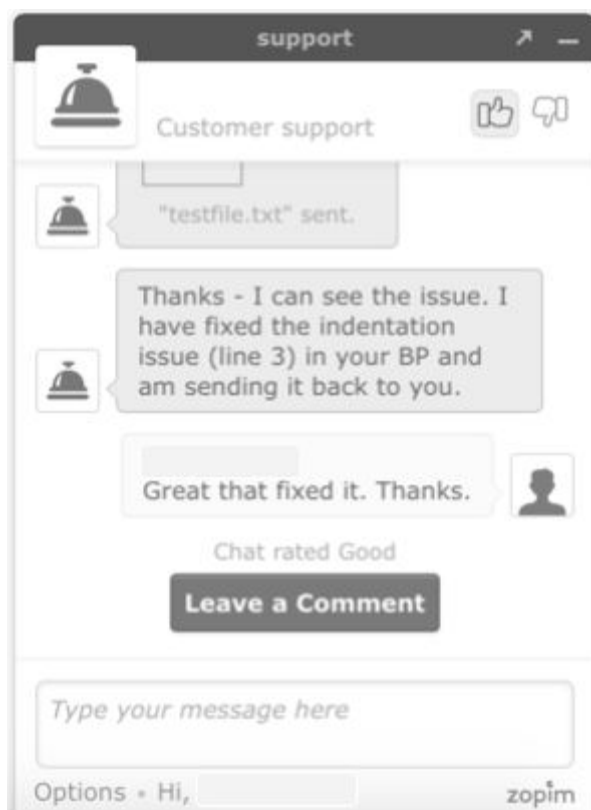 support
Customer support
"testfile.txt" sent.
Thanks - I can see the issue. I
have fixed the indentation
issue (line 3) in your BP and
am sending it back to you.
Great that fixed it. Thanks.
Chat rated Good
Leave a Comment
Type your message here
Options • Hi,
zopim